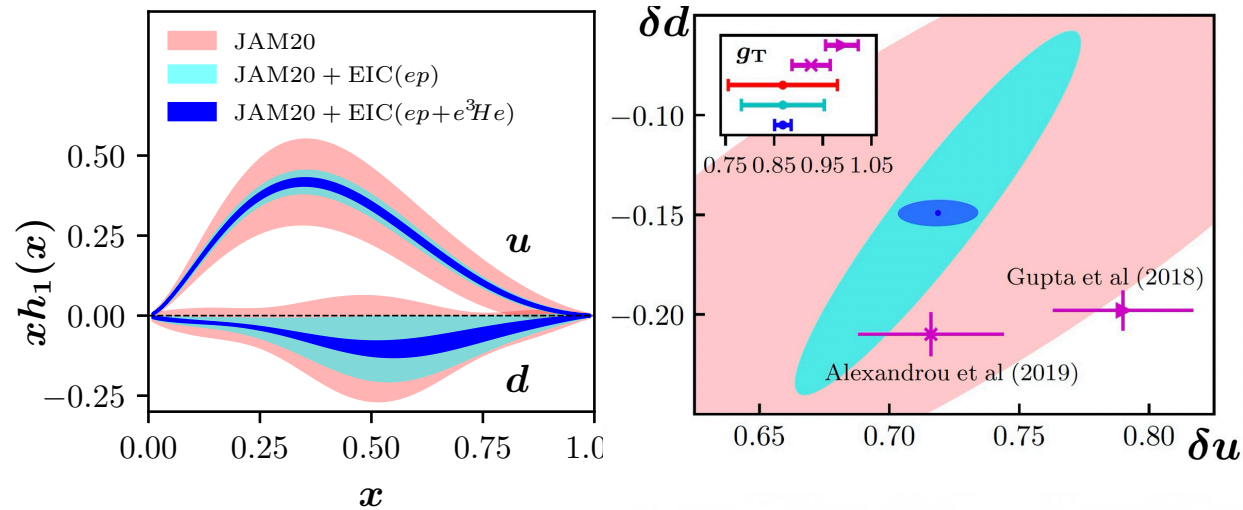 JAM20
JAM20 + EIC(ep)
JAM20 + EIC(ep+e³He)
0.50
0.25
0.00
−0.25
xh₁(x)
u
d
0.00
0.25
0.50
0.75
1.0
x
δd
−0.10
−0.15
−0.20
g_T
0.75
0.85
0.95
1.05
Gupta et al (2018)
Alexandrou et al (2019)
0.65
0.70
0.75
0.80
δu